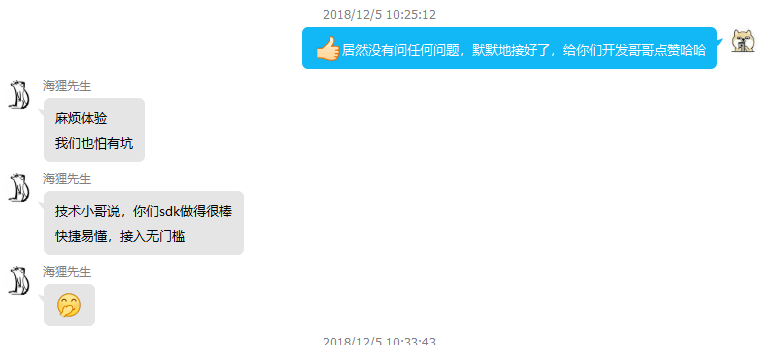 2018/12/5 10:25:12
居然没有问任何问题，默默地接好了，给你们开发哥哥点赞哈哈
海狸先生
麻烦体验
我们也怕有坑
海狸先生
技术小哥说，你们sdk做得很棒
快捷易懂，接入无门槛
海狸先生
2018/12/5 10:33:43